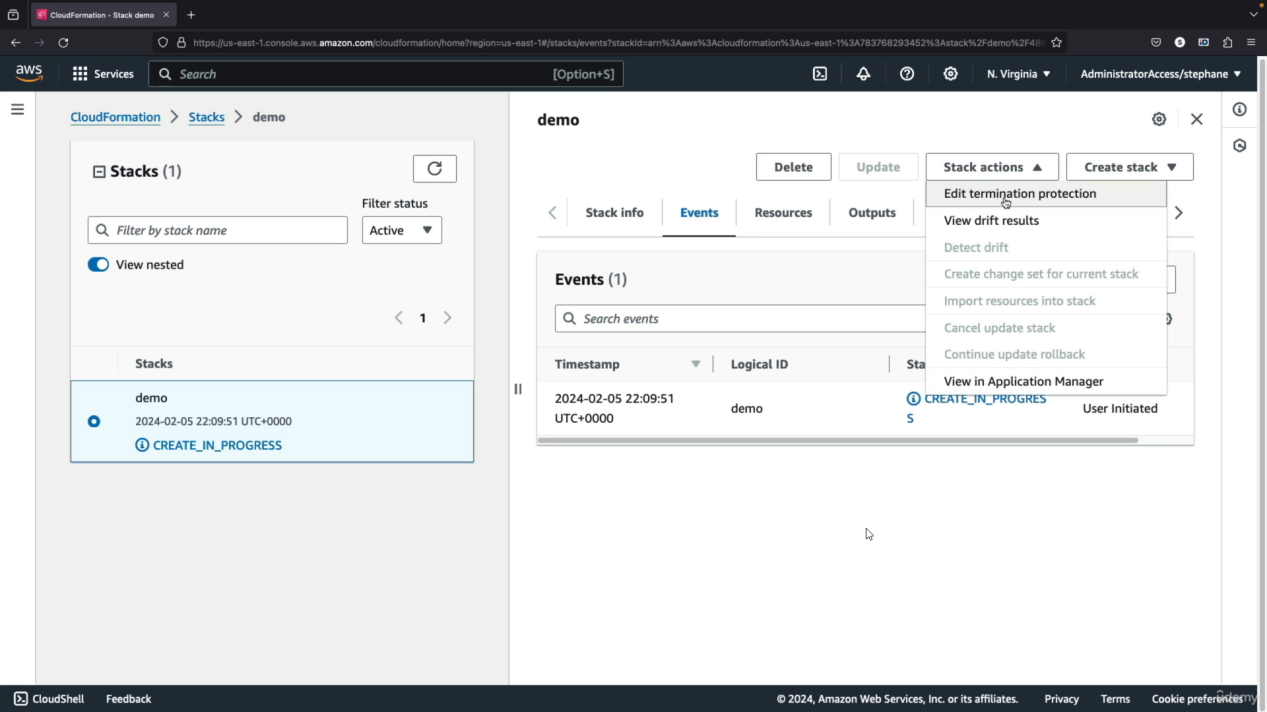 CloudFormation - Stack demo
https://us-east-1.console.aws.amazon.com/cloudformation/home?region=us-east-1#/stacks/events?stackId=arn%3Aaws%3Acloudformation%3Aus-east-1%3A783768293452%3Astack%2Fdemo%2F48
aws
Services
Search
[Option+S]
N. Virginia
AdministratorAccess/stephane
CloudFormation > Stacks > demo
Stacks (1)
Filter status
Filter by stack name
Active
View nested
1
Stacks
demo
2024-02-05 22:09:51 UTC+0000
CREATE_IN_PROGRESS
demo
Delete
Update
Stack actions
Create stack
Stack info
Events
Resources
Outputs
Edit termination protection
View drift results
Detect drift
Create change set for current stack
Import resources into stack
Cancel update stack
Continue update rollback
View in Application Manager
Events (1)
Search events
Timestamp
Logical ID
Sta
2024-02-05 22:09:51
UTC+0000
demo
CREATE_IN_PROGRES
S
User Initiated
CloudShell
Feedback
© 2024, Amazon Web Services, Inc. or its affiliates.
Privacy
Terms
Cookie preferences
Udemy